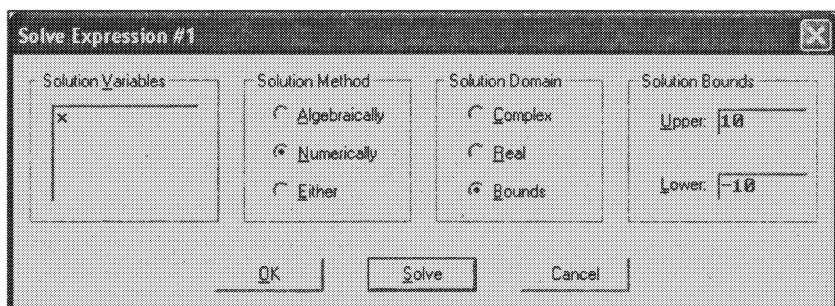 Solve Expression #1
Solution Variables
x
Solution Method
Algebraically
Numerically
Either
Solution Domain
Complex
Real
Bounds
Solution Bounds
Upper: 10
Lower: -10
OK
Solve
Cancel